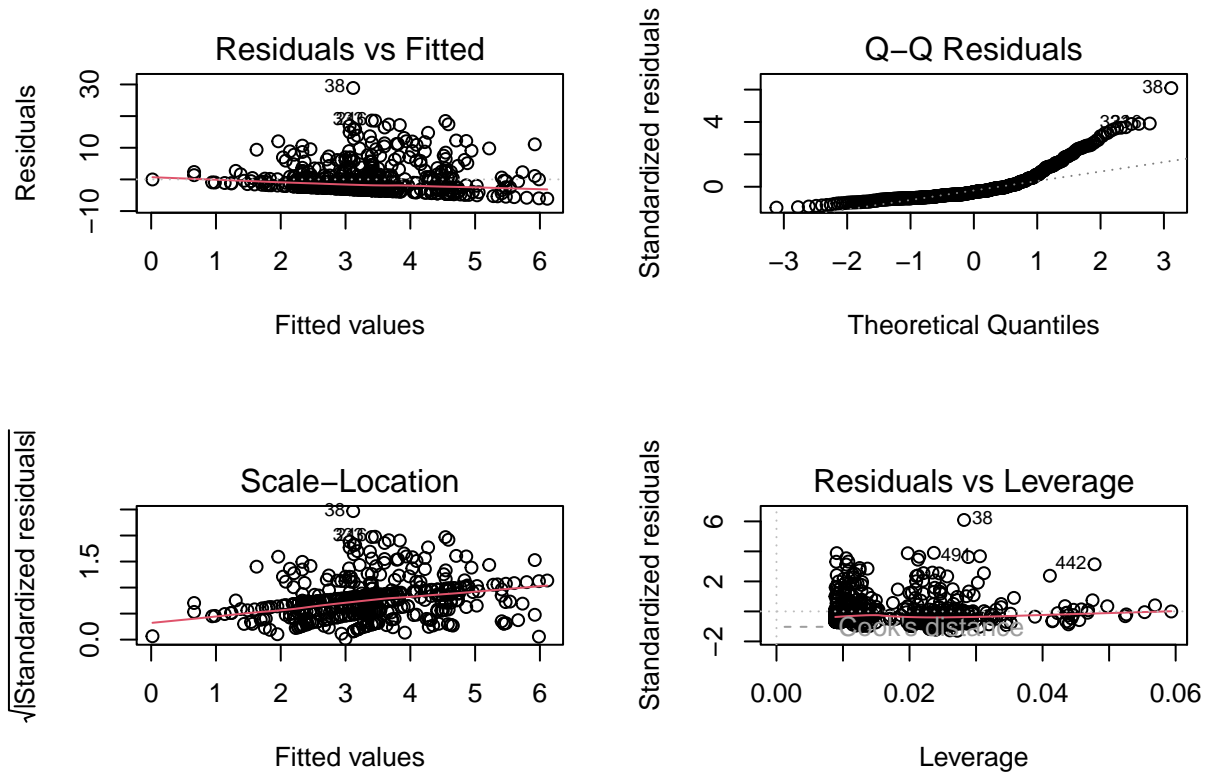 Residuals vs Fitted
Residuals
30
10
−10
38
0 1 2 3 4 5 6
Fitted values
Q−Q Residuals
Standardized residuals
4
0
38
−3 −2 −1 0 1 2 3
Theoretical Quantiles
Scale−Location
√|Standardized residuals|
1.5
0.0
38
0 1 2 3 4 5 6
Fitted values
Residuals vs Leverage
Standardized residuals
6
2
−2
38
491
442
Cook's distance
0.00 0.02 0.04 0.06
Leverage